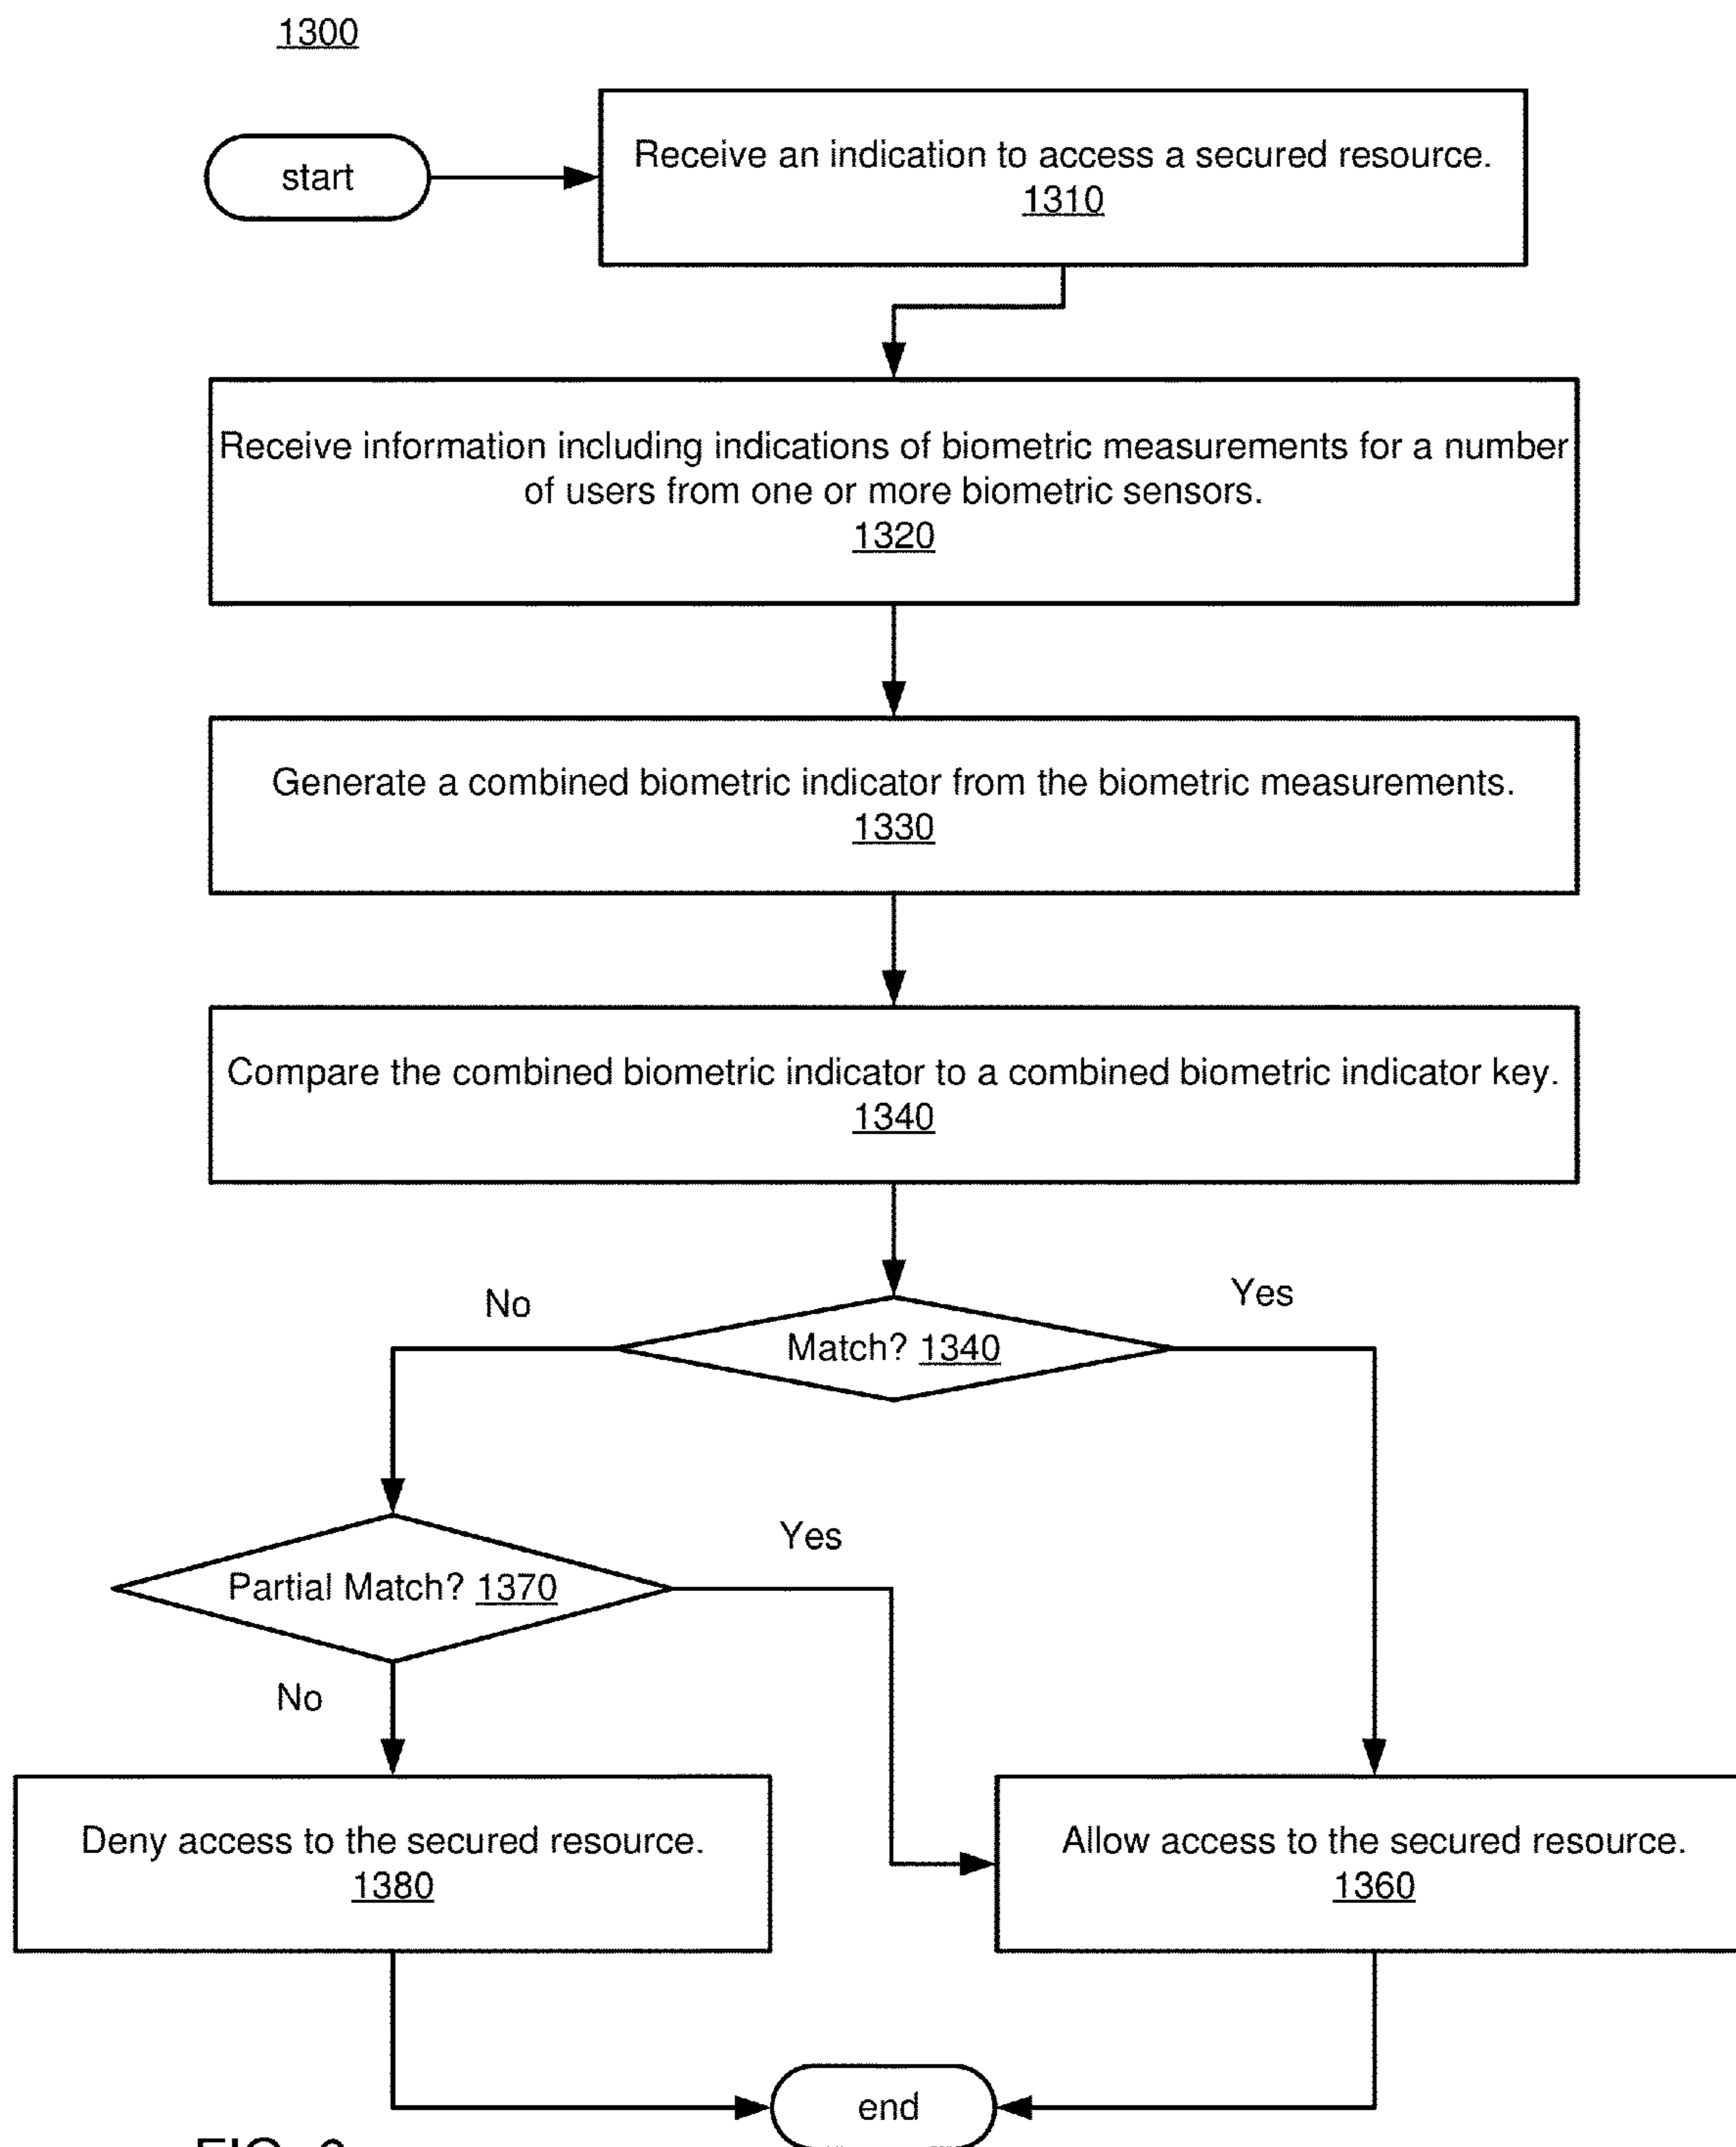 1300
start
Receive an indication to access a secured resource.
1310
Receive information including indications of biometric measurements for a number
of users from one or more biometric sensors.
1320
Generate a combined biometric indicator from the biometric measurements.
1330
Compare the combined biometric indicator to a combined biometric indicator key.
1340
No
Yes
Match? 1340
Yes
Partial Match? 1370
No
Deny access to the secured resource.
1380
Allow access to the secured resource.
1360
end
FIG.